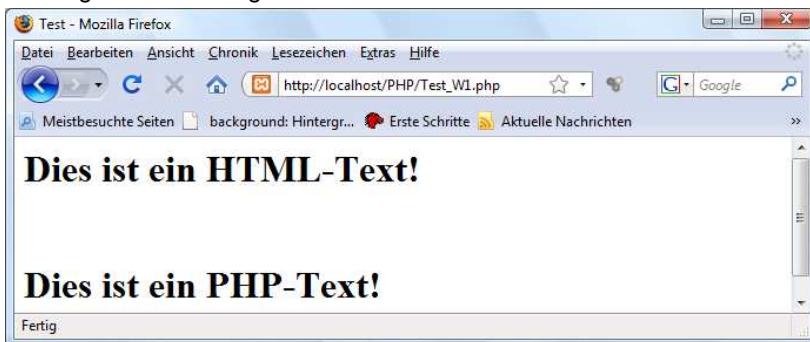 Test - Mozilla Firefox
Datei Bearbeiten Ansicht Chronik Lesezeichen Extras Hilfe
http://localhost/PHP/Test_W1.php G Google
Meistbesuchte Seiten background: Hintergr... Erste Schritte Aktuelle Nachrichten »
Dies ist ein HTML-Text!
Dies ist ein PHP-Text!
Fertig